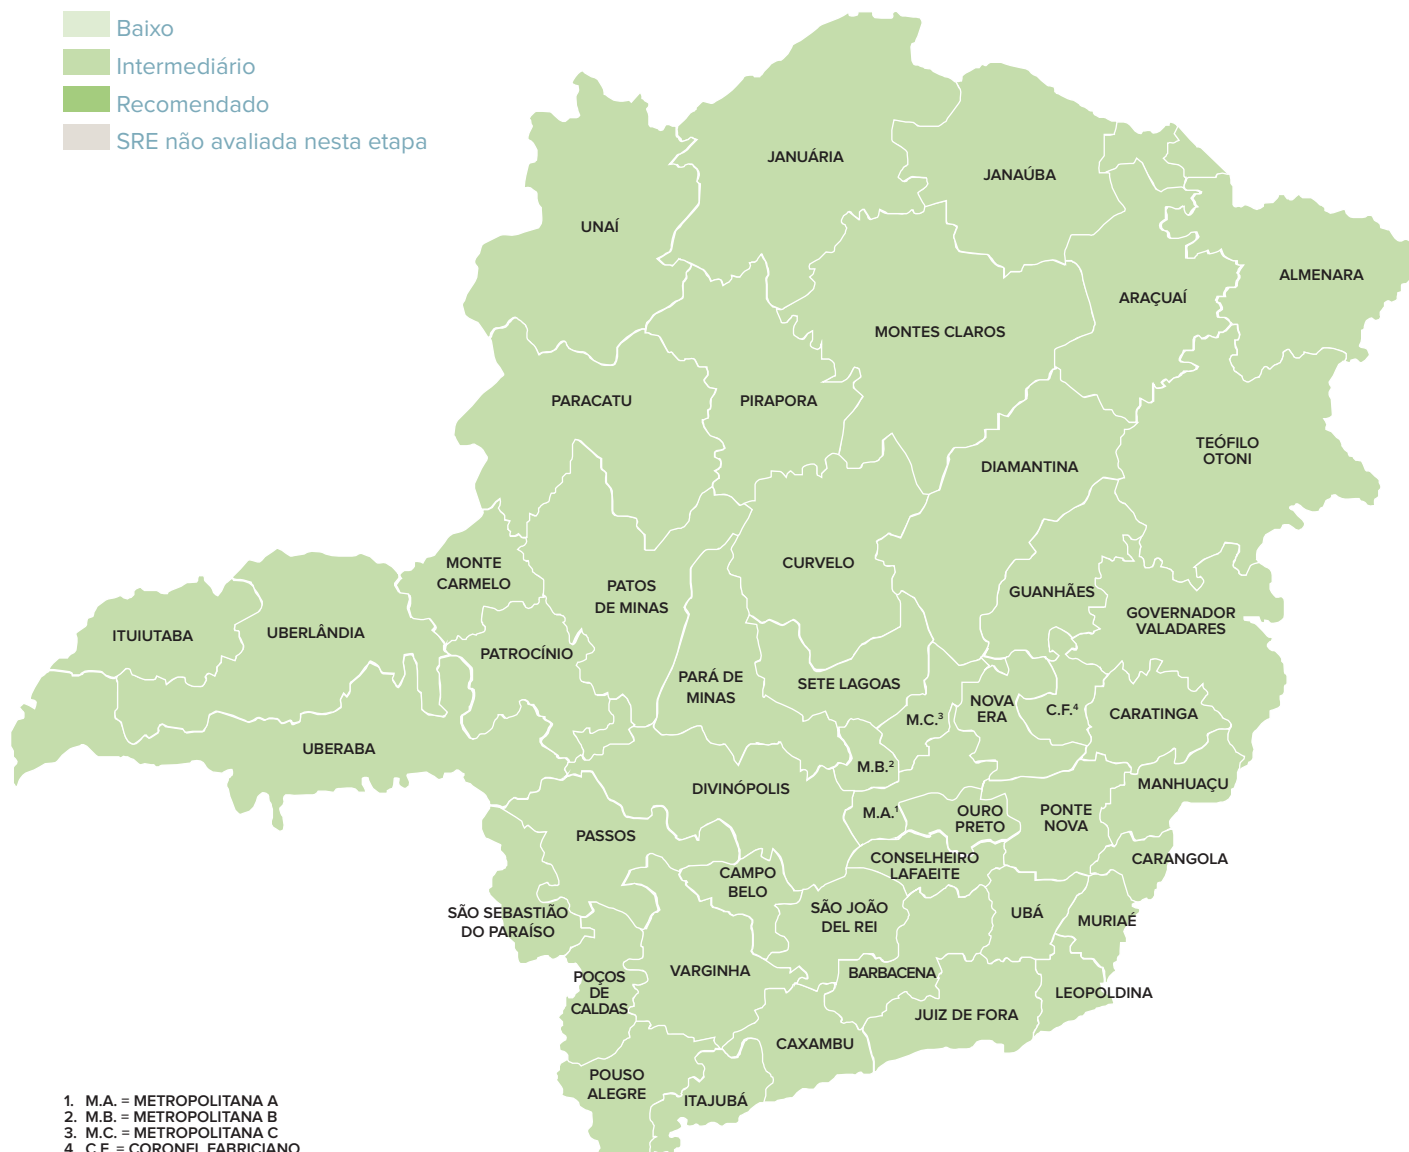 Baixo
Intermediário
Recomendado
SRE não avaliada nesta etapa
JANUÁRIA
JANAÚBA
UNAÍ
ALMENARA
ARAÇUAÍ
MONTES CLAROS
PARACATU
PIRAPORA
TEÓFILO
OTONI
DIAMANTINA
MONTE
CARMELO
CURVELO
PATOS
DE MINAS
GUANHÃES
GOVERNADOR
VALADARES
ITUIUTABA
UBERLÂNDIA
PATROCÍNIO
PARÁ DE
MINAS
SETE LAGOAS
M.C.³
NOVA
ERA
C.F.⁴
CARATINGA
UBERABA
M.B.²
DIVINÓPOLIS
MANHUAÇU
M.A.¹
OURO
PRETO
PONTE
NOVA
PASSOS
CONSELHEIRO
LAFAEITE
CARANGOLA
CAMPO
BELO
SÃO SEBASTIÃO
DO PARAÍSO
SÃO JOÃO
DEL REI
UBÁ
MURIAÉ
VARGINHA
BARBACENA
POÇOS
DE
CALDAS
LEOPOLDINA
JUIZ DE FORA
CAXAMBU
POUSO
ALEGRE
ITAJUBÁ
1. M.A. = METROPOLITANA A
2. M.B. = METROPOLITANA B
3. M.C. = METROPOLITANA C
4 C.F. = CORONEL FABRICIANO